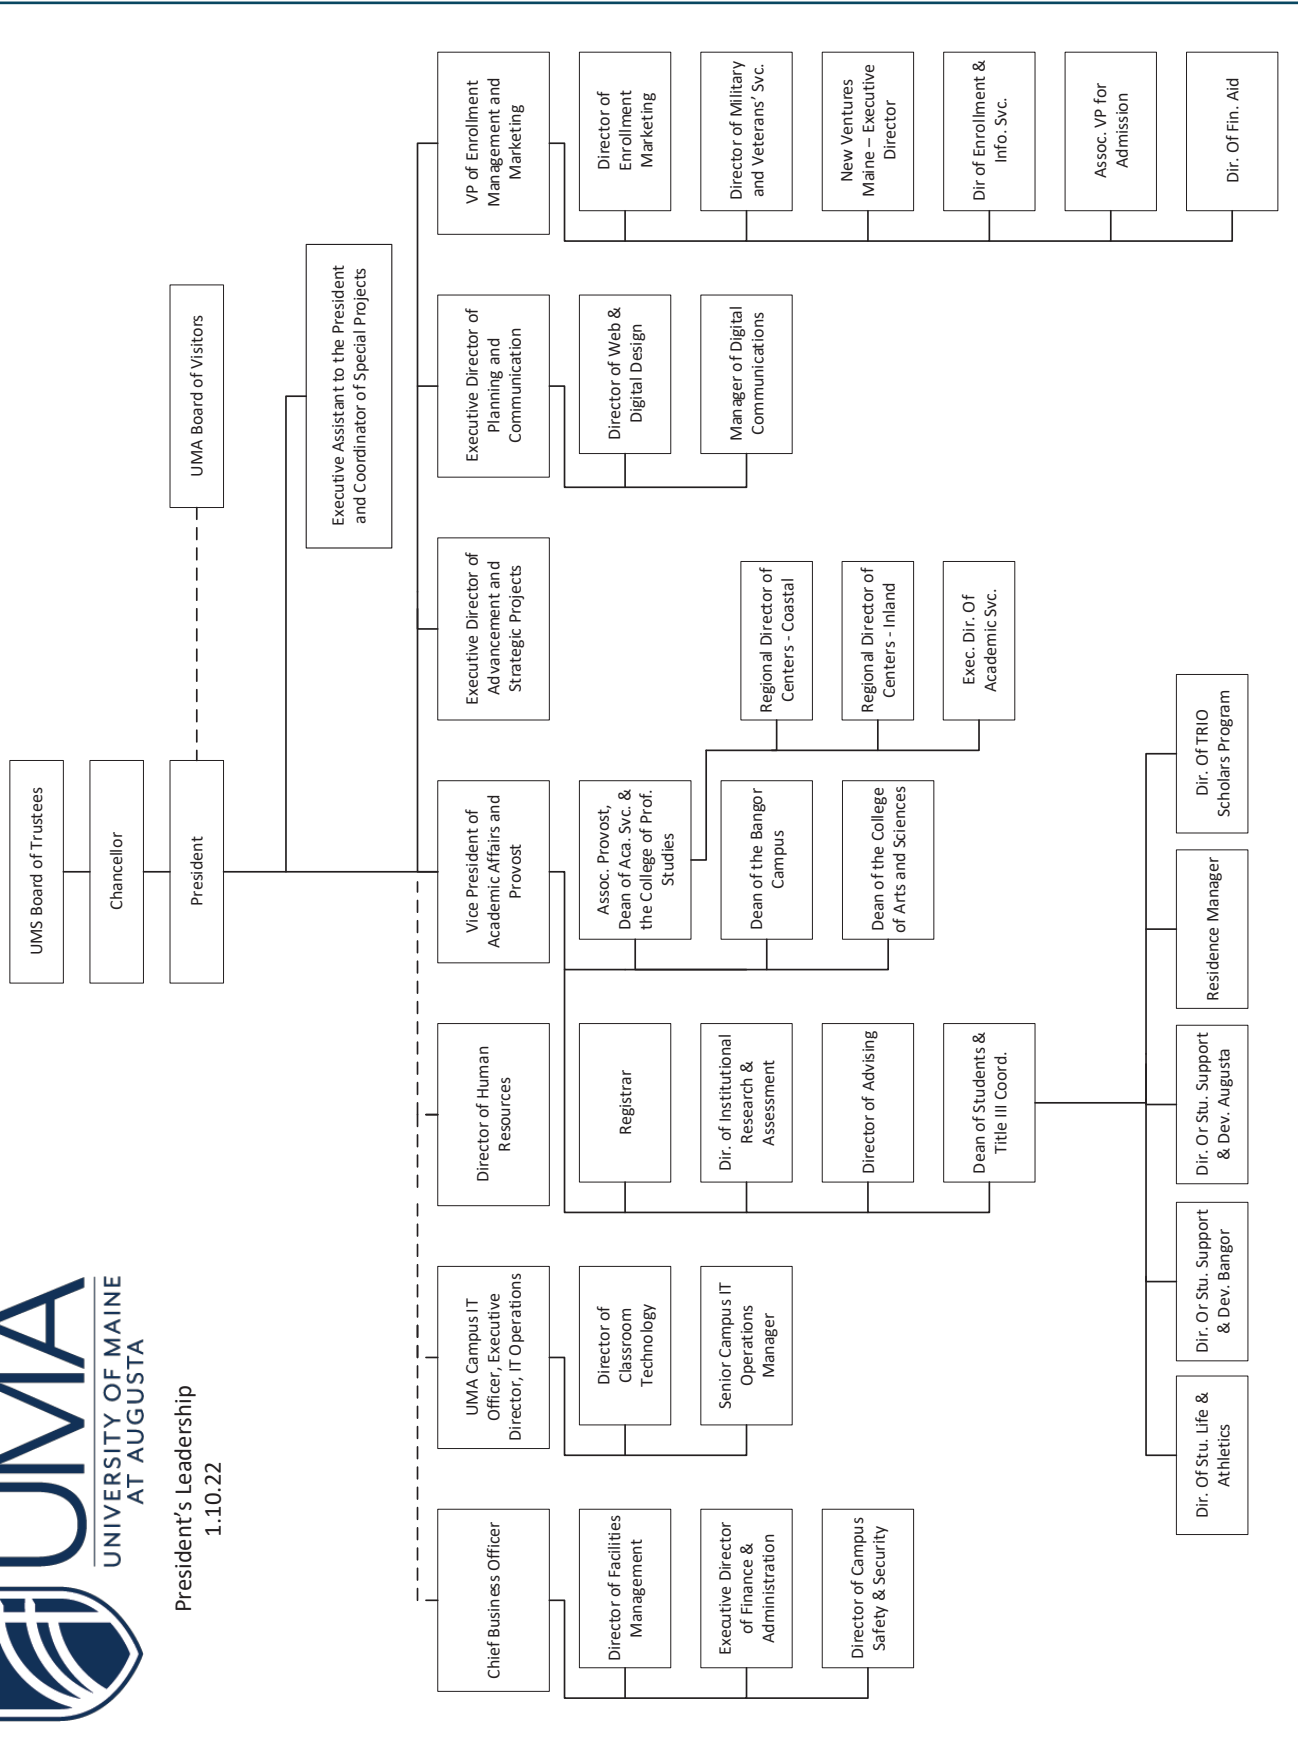 UMA
UNIVERSITY OF MAINE
AT AUGUSTA
President's Leadership
1.10.22
UMS Board of Trustees
Chancellor
President
UMA Board of Visitors
Executive Assistant to the President
and Coordinator of Special Projects
Chief Business Officer
UMA Campus IT
Officer, Executive
Director, IT Operations
Director of Human
Resources
Vice President of
Academic Affairs and
Provost
Executive Director of
Advancement and
Strategic Projects
Executive Director of
Planning and
Communication
VP of Enrollment
Management and
Marketing
Director of Facilities
Management
Executive Director
of Finance &
Administration
Director of Campus
Safety & Security
Director of
Classroom
Technology
Senior Campus IT
Operations
Manager
Registrar
Dir. of Institutional
Research &
Assessment
Director of Advising
Dean of Students &
Title III Coord.
Assoc. Provost,
Dean of Aca. Svc. &
the College of Prof.
Studies
Dean of the Bangor
Campus
Dean of the College
of Arts and Sciences
Regional Director of
Centers - Coastal
Regional Director of
Centers - Inland
Exec. Dir. Of
Academic Svc.
Director of Web &
Digital Design
Manager of Digital
Communications
Director of
Enrollment
Marketing
Director of Military
and Veterans' Svc.
New Ventures
Maine – Executive
Director
Dir of Enrollment &
Info. Svc.
Assoc. VP for
Admission
Dir. Of Fin. Aid
Dir. Of Stu. Life &
Athletics
Dir. Or Stu. Support
& Dev. Bangor
Dir. Or Stu. Support
& Dev. Augusta
Residence Manager
Dir. Of TRIO
Scholars Program